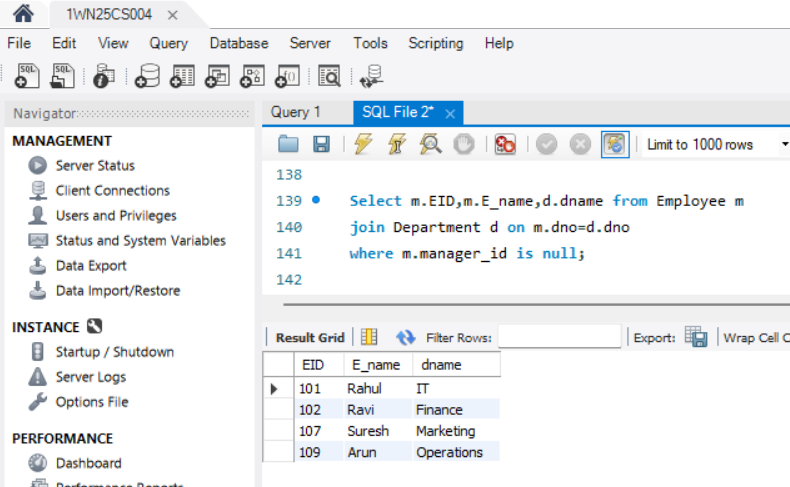 1WN25CS004 ×
File Edit View Query Database Server Tools Scripting Help
SQL SQL
Navigator
Query 1 SQL File 2* ×
MANAGEMENT
Server Status
Client Connections
Users and Privileges
Status and System Variables
Data Export
Data Import/Restore
INSTANCE
Startup / Shutdown
Server Logs
Options File
PERFORMANCE
Dashboard
Performance Reports
Limit to 1000 rows
138
139 Select m.EID,m.E_name,d.dname from Employee m
140 join Department d on m.dno=d.dno
141 where m.manager_id is null;
142
Result Grid Filter Rows: Export: Wrap Cell C
EID E_name dname
101 Rahul IT
102 Ravi Finance
107 Suresh Marketing
109 Arun Operations